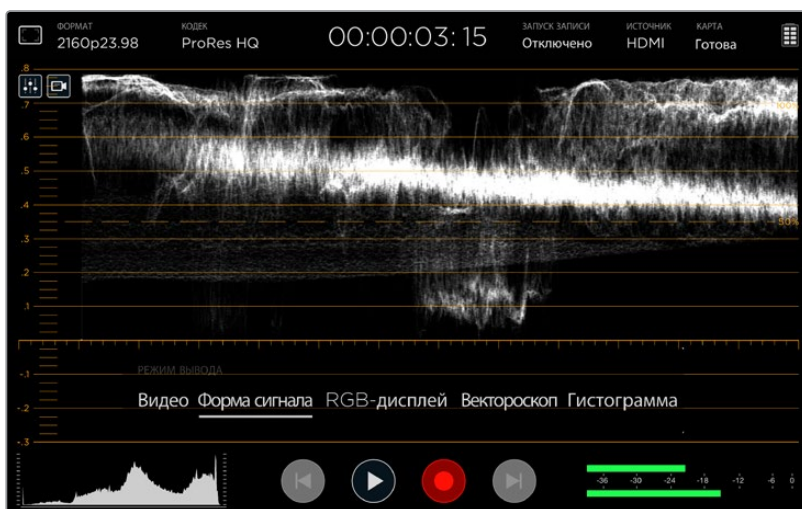 ФОРМАТ КОДЕК ЗАПУСК ЗАПИСИ ИСТОЧНИК КАРТА
2160p23.98 ProRes HQ 00:00:03:15 Отключено HDMI Готова
.8
.7 100%
.6
.5
.4
50%
.3
.2
.1
-.1
РЕЖИМ ВЫВОДА
Видео Форма сигнала RGB-дисплей Вектороскоп Гистограмма
-.2
-.3
-36 -30 -24 -18 -12 -6 0